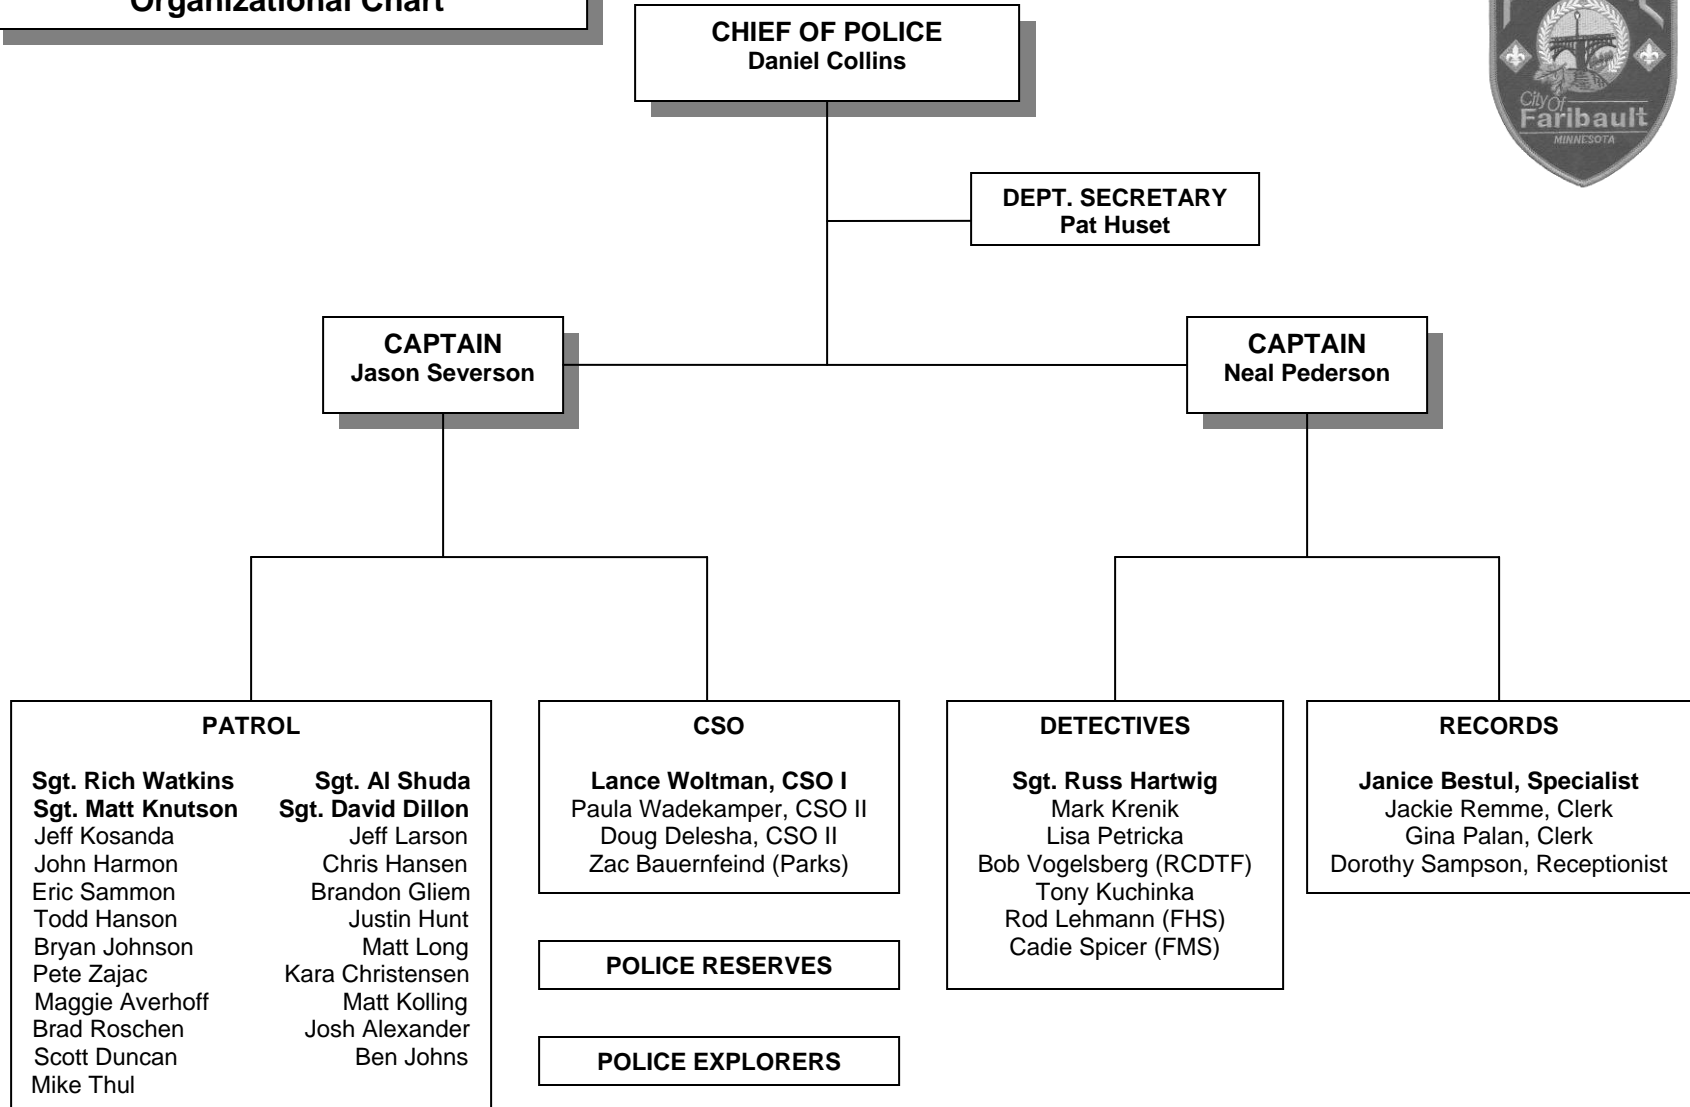 Organizational Chart
CHIEF OF POLICE
Daniel Collins
City Of
Faribault
MINNESOTA
DEPT. SECRETARY
Pat Huset
CAPTAIN
Jason Severson
CAPTAIN
Neal Pederson
PATROL
Sgt. Rich Watkins Sgt. Al Shuda
Sgt. Matt Knutson Sgt. David Dillon
Jeff Kosanda Jeff Larson
John Harmon Chris Hansen
Eric Sammon Brandon Gliem
Todd Hanson Justin Hunt
Bryan Johnson Matt Long
Pete Zajac Kara Christensen
Maggie Averhoff Matt Kolling
Brad Roschen Josh Alexander
Scott Duncan Ben Johns
Mike Thul
CSO
Lance Woltman, CSO I
Paula Wadekamper, CSO II
Doug Delesha, CSO II
Zac Bauernfeind (Parks)
POLICE RESERVES
POLICE EXPLORERS
DETECTIVES
Sgt. Russ Hartwig
Mark Krenik
Lisa Petricka
Bob Vogelsberg (RCDTF)
Tony Kuchinka
Rod Lehmann (FHS)
Cadie Spicer (FMS)
RECORDS
Janice Bestul, Specialist
Jackie Remme, Clerk
Gina Palan, Clerk
Dorothy Sampson, Receptionist